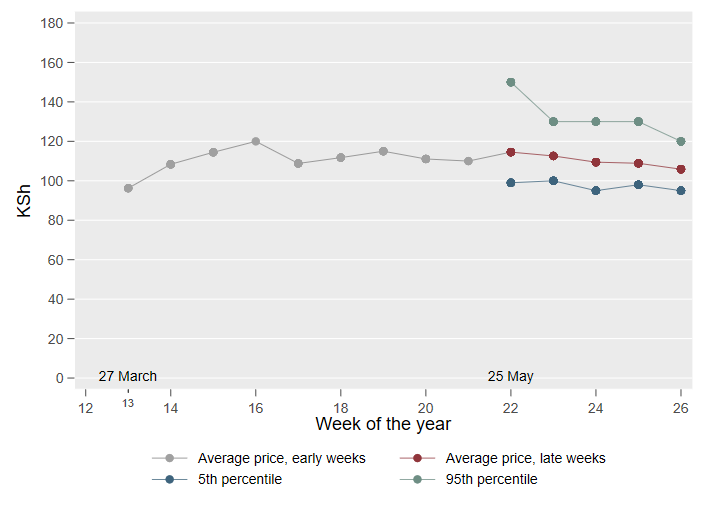 180
160
140
120
100
80
60
40
20
0
KSh
27 March 25 May
12 13 14 16 18 20 22 24 26
Week of the year
Average price, early weeks Average price, late weeks
5th percentile 95th percentile